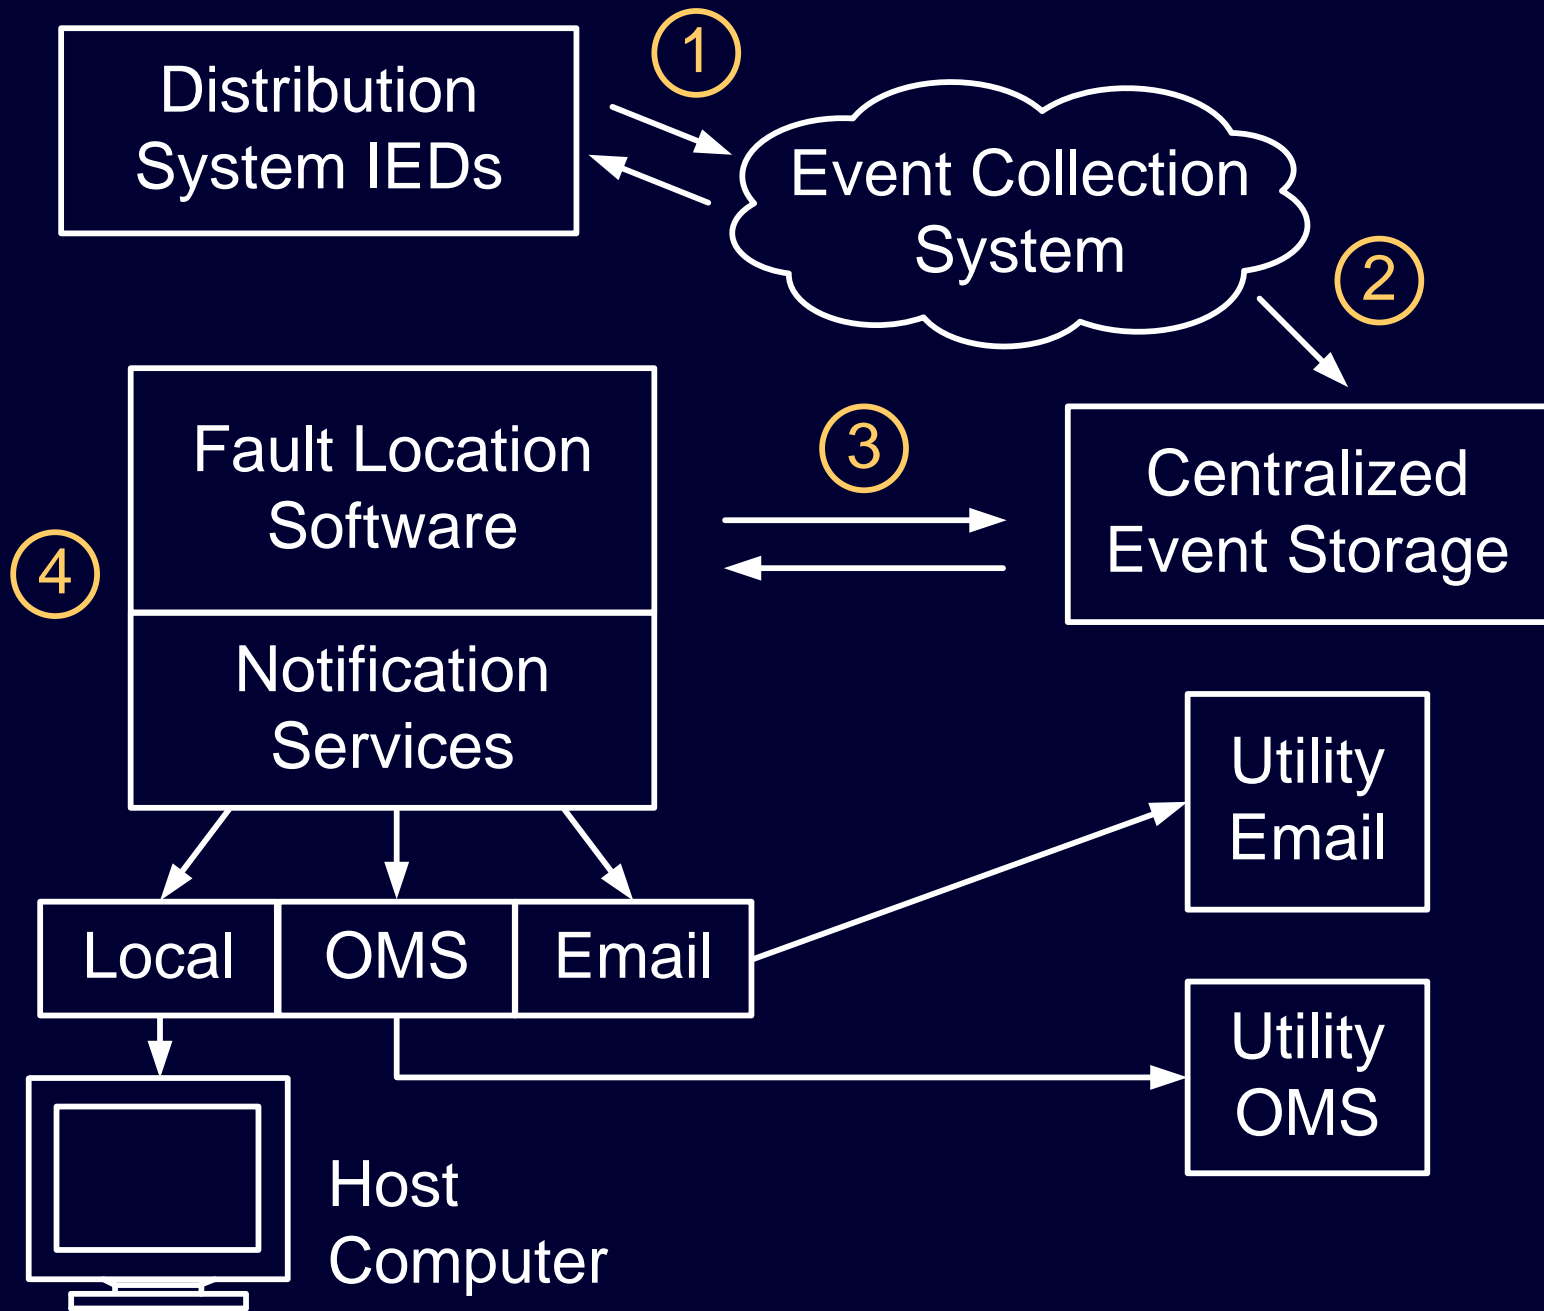 1
Distribution
System IEDs
Event Collection
System
2
Fault Location
Software
3
Centralized
Event Storage
4
Notification
Services
Utility
Email
Local
OMS
Email
Utility
OMS
Host
Computer